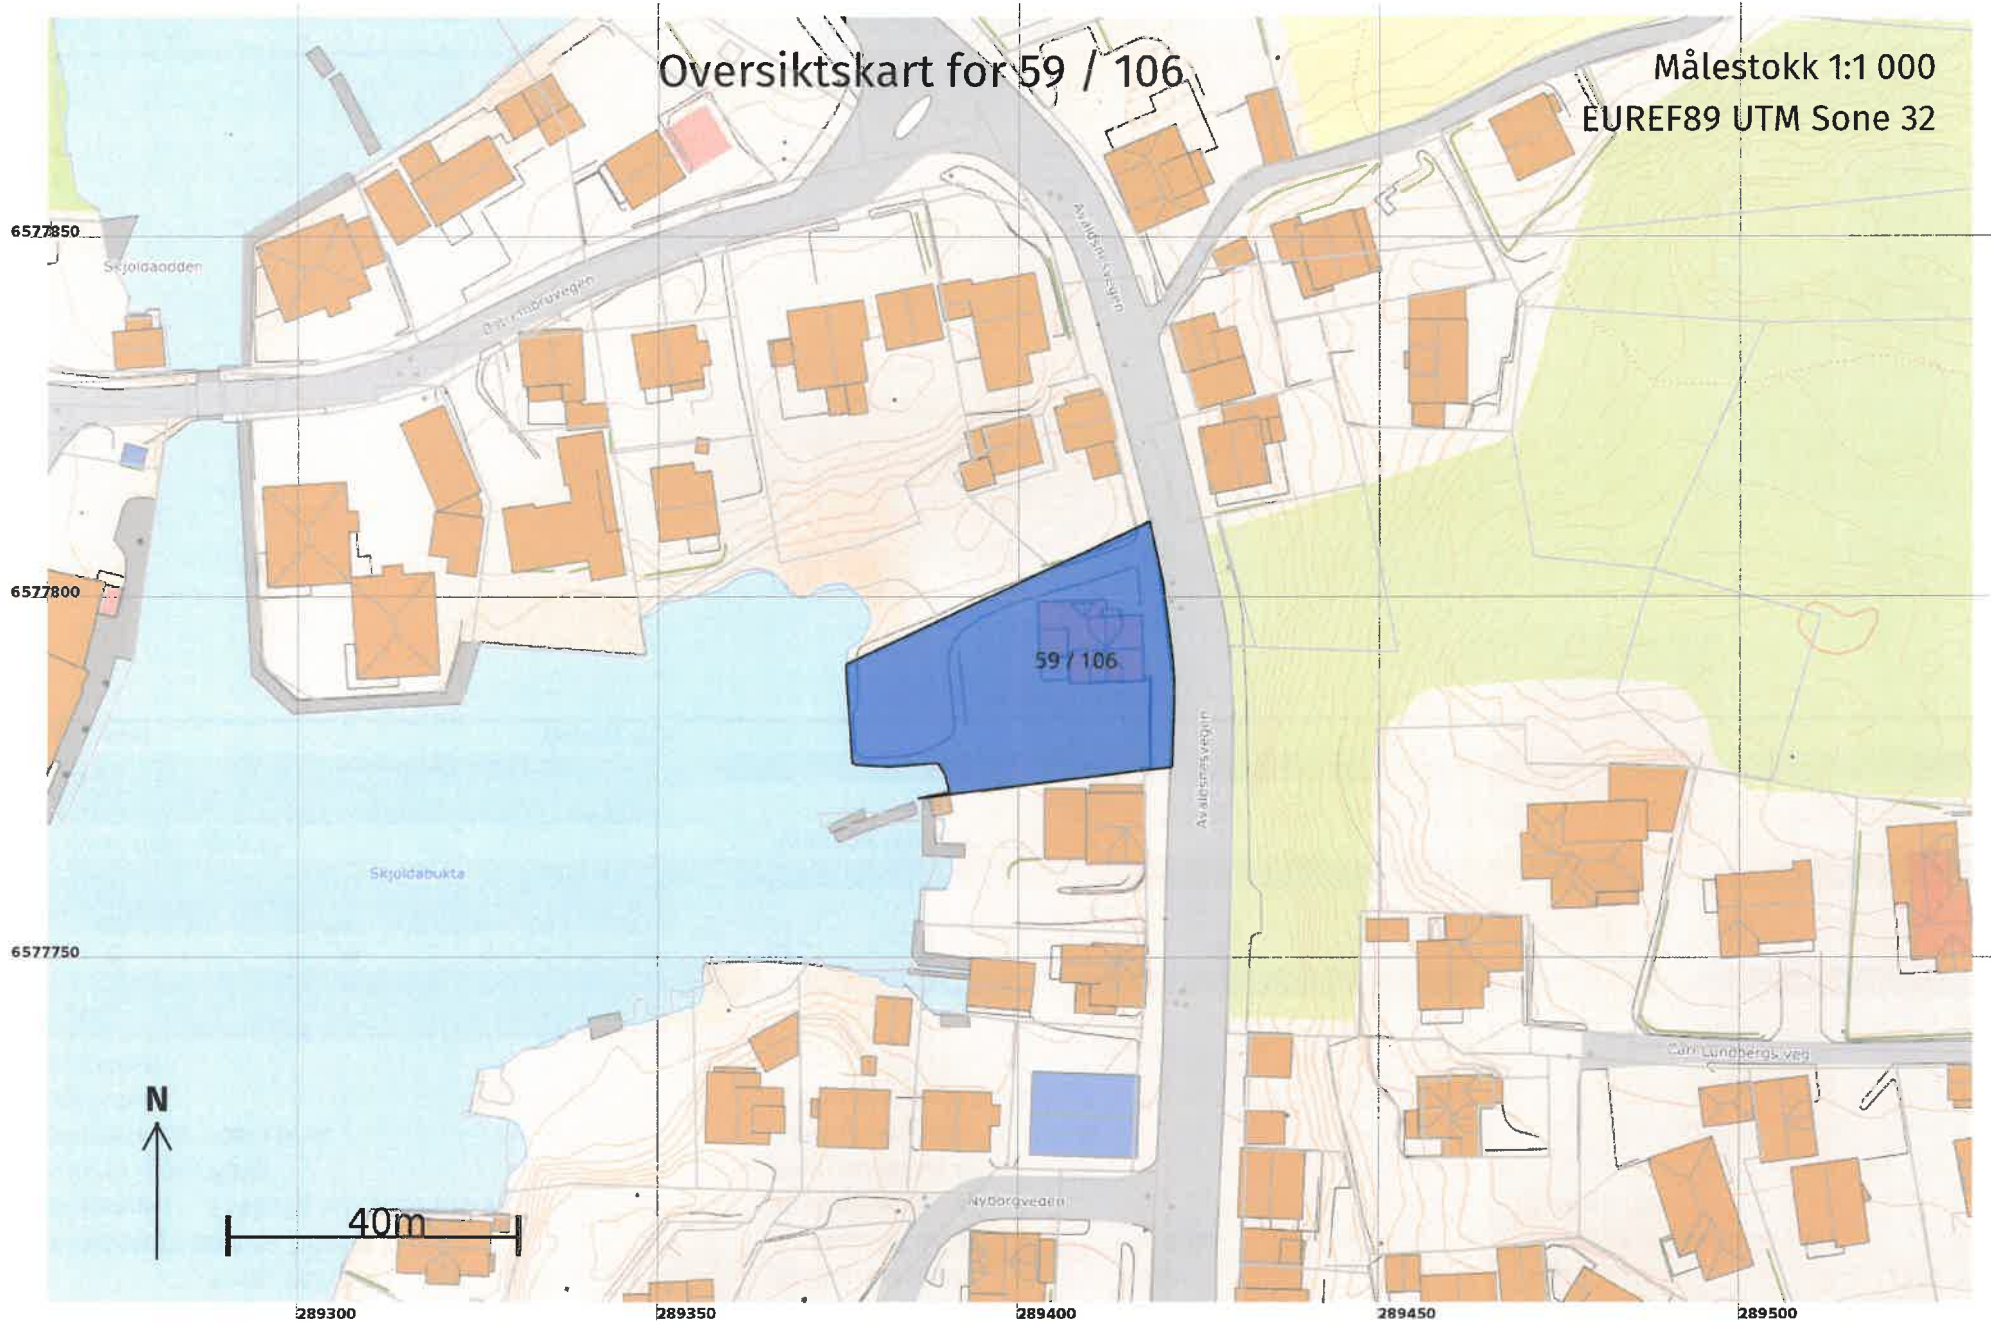 Oversiktskart for 59 / 106
Målestokk 1:1 000
EUREF89 UTM Sone 32
6577850
Skjoldaodden
Avaldsnesvegen
6577800
59 / 106
Avaldsnesvegen
Skjoldabukta
6577750
Carl Lundbergs veg
N
Nyborgvegen
40m
289300
289350
289400
289450
289500